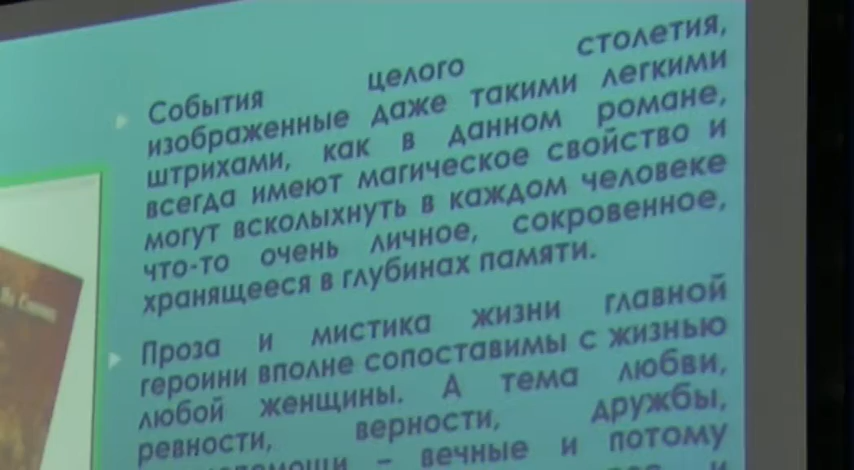 События целого столетия,
изображенные даже такими легкими
штрихами, как в данном романе,
всегда имеют магическое свойство и
могут всколыхнуть в каждом человеке
что-то очень личное, сокровенное,
хранящееся в глубинах памяти.
Проза и мистика жизни главной
героини вполне сопоставимы с жизнью
любой женщины. А тема любви,
ревности, верности, дружбы,
– вечные и потому